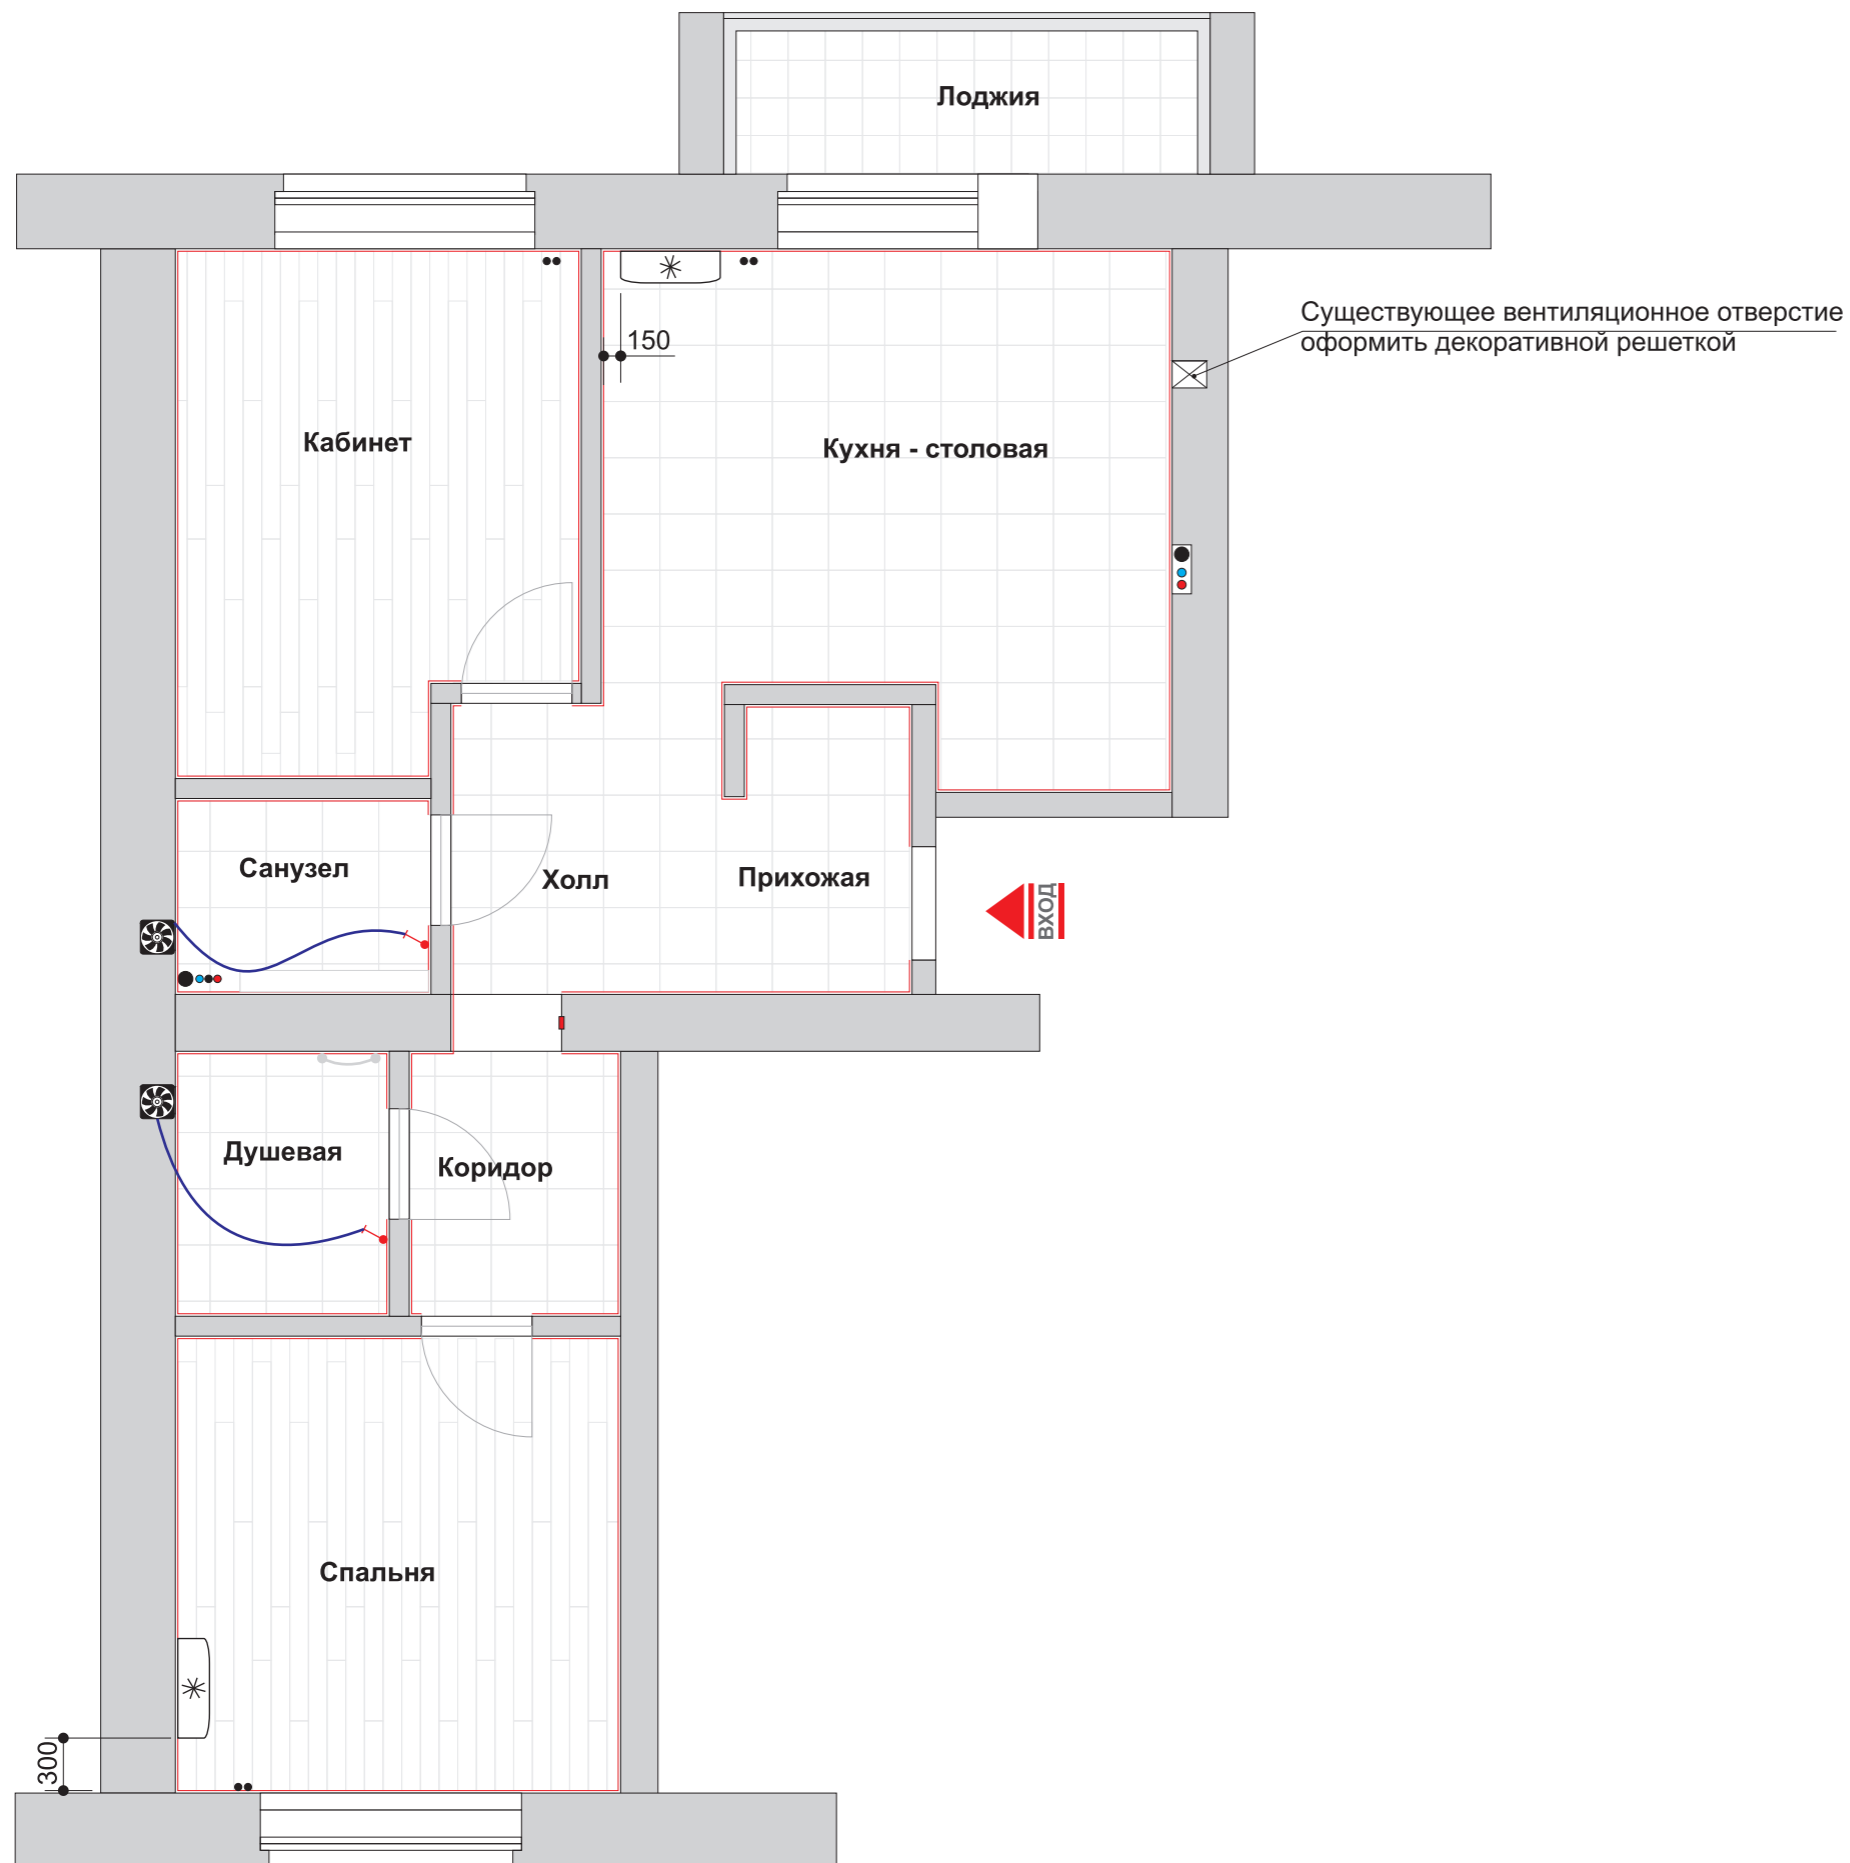 Лоджия
Существующее вентиляционное отверстие
оформить декоративной решеткой
150
Кабинет
Кухня - столовая
Санузел
Холл
Прихожая
ВХОД
Душевая
Коридор
Спальня
300